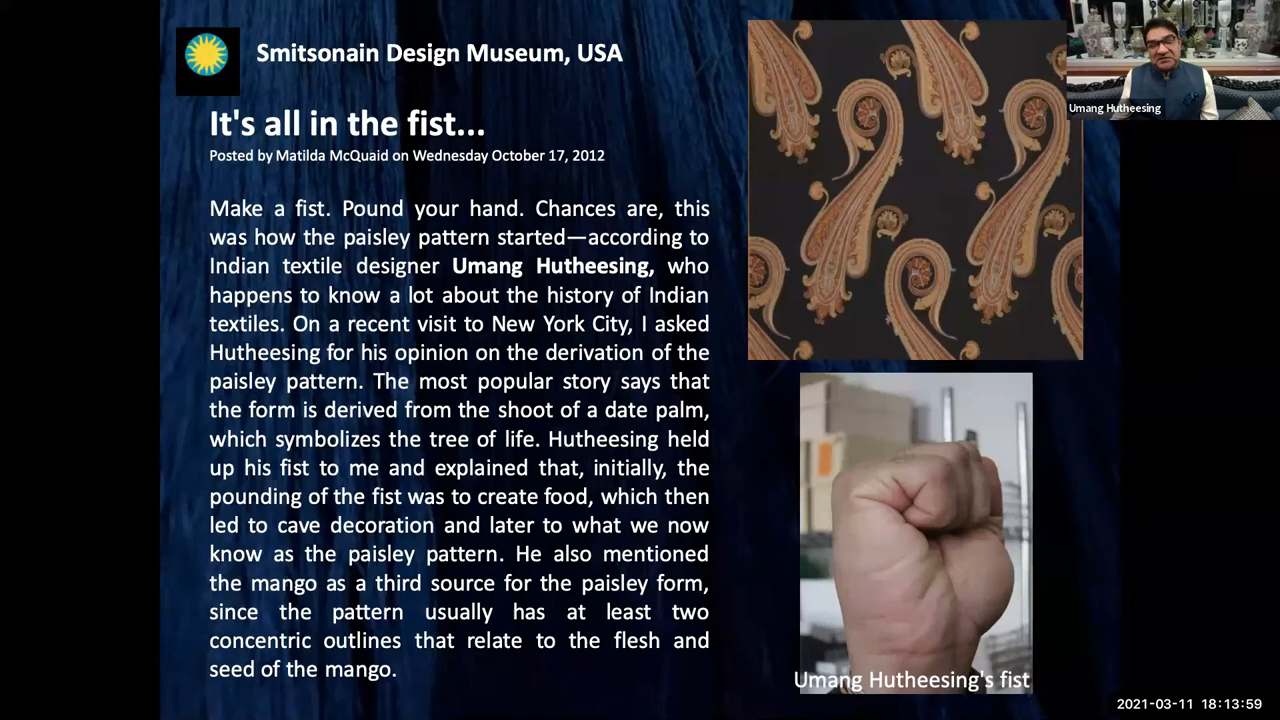 Smitsonain Design Museum, USA
It's all in the fist...
Posted by Matilda McQuaid on Wednesday October 17, 2012
Make a fist. Pound your hand. Chances are, this
was how the paisley pattern started—according to
Indian textile designer Umang Hutheesing, who
happens to know a lot about the history of Indian
textiles. On a recent visit to New York City, I asked
Hutheesing for his opinion on the derivation of the
paisley pattern. The most popular story says that
the form is derived from the shoot of a date palm,
which symbolizes the tree of life. Hutheesing held
up his fist to me and explained that, initially, the
pounding of the fist was to create food, which then
led to cave decoration and later to what we now
know as the paisley pattern. He also mentioned
the mango as a third source for the paisley form,
since the pattern usually has at least two
concentric outlines that relate to the flesh and
seed of the mango.
Umang Hutheesing
Umang Hutheesing's fist
2021-03-11 18:13:59